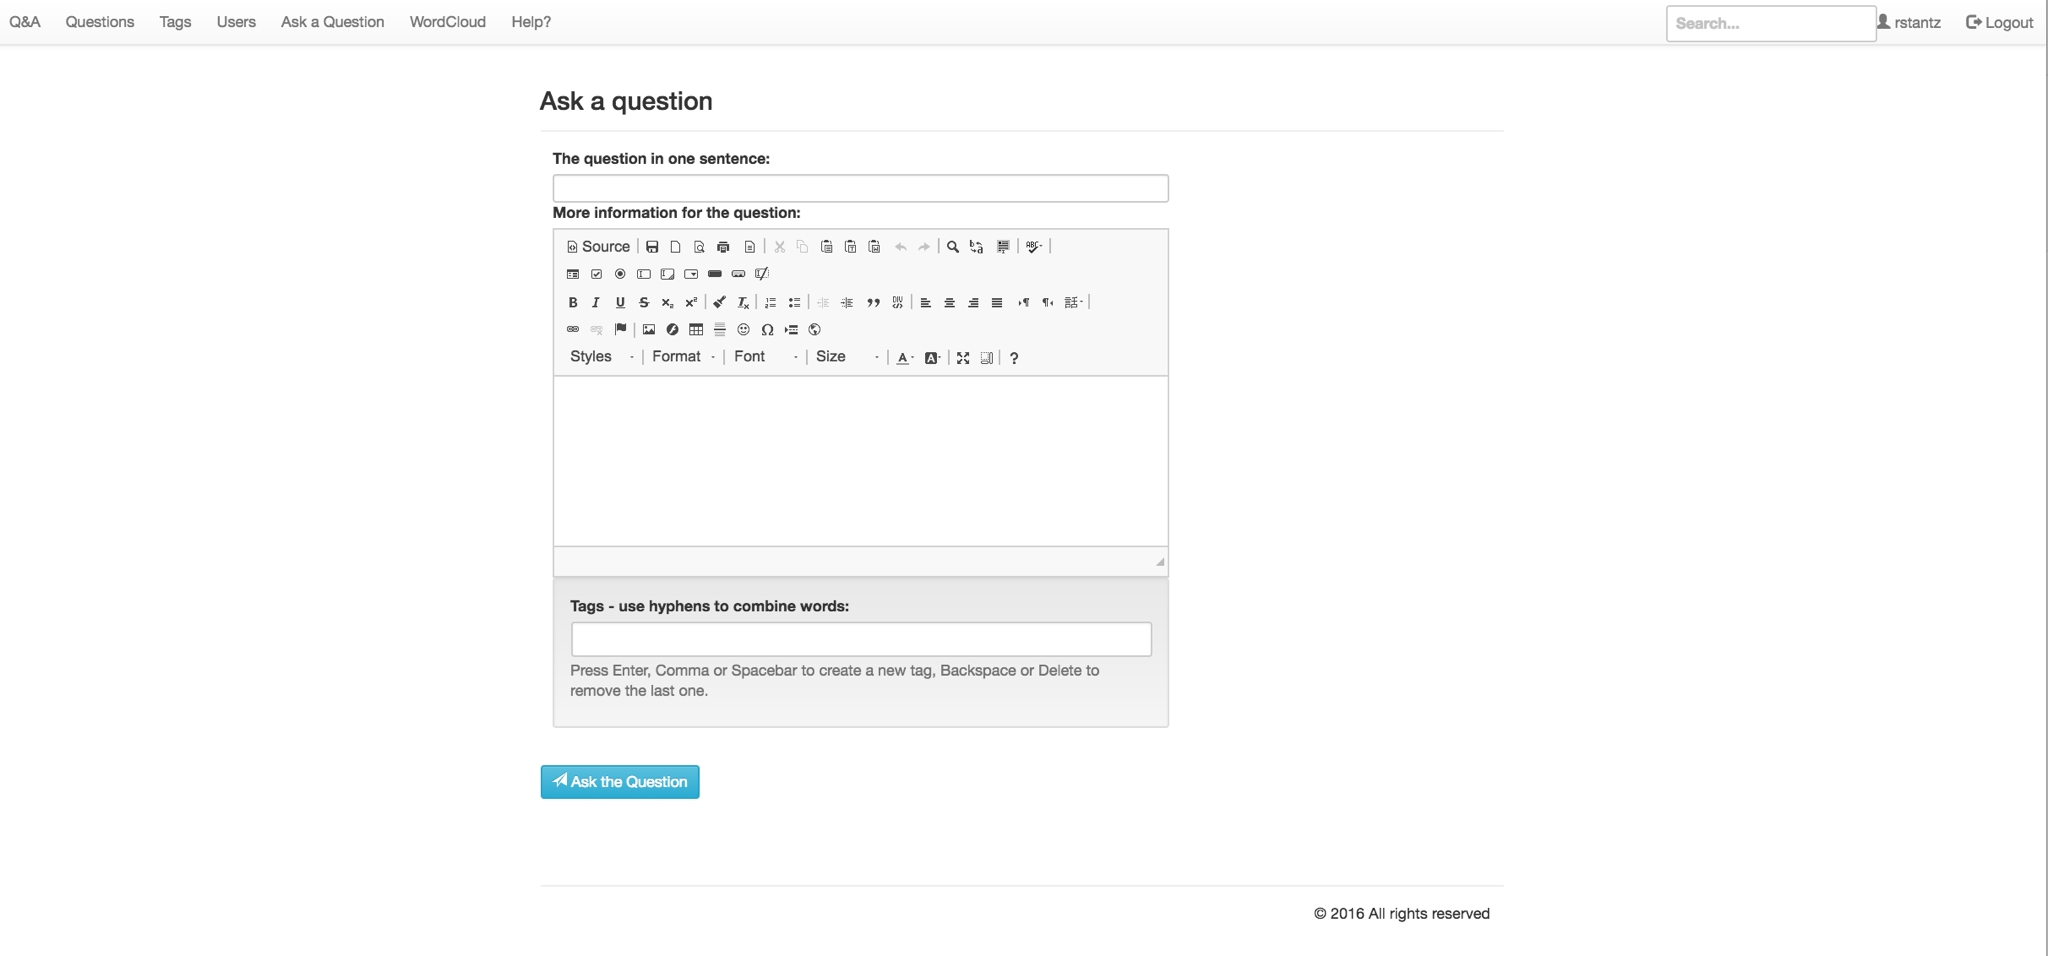 Q&A Questions Tags Users Ask a Question WordCloud Help? Search... rstantz Logout
Ask a question
The question in one sentence:
More information for the question:
Source
B I U S x₂ x²
Styles Format Font Size A A ?
Tags - use hyphens to combine words:
Press Enter, Comma or Spacebar to create a new tag, Backspace or Delete to
remove the last one.
Ask the Question
© 2016 All rights reserved